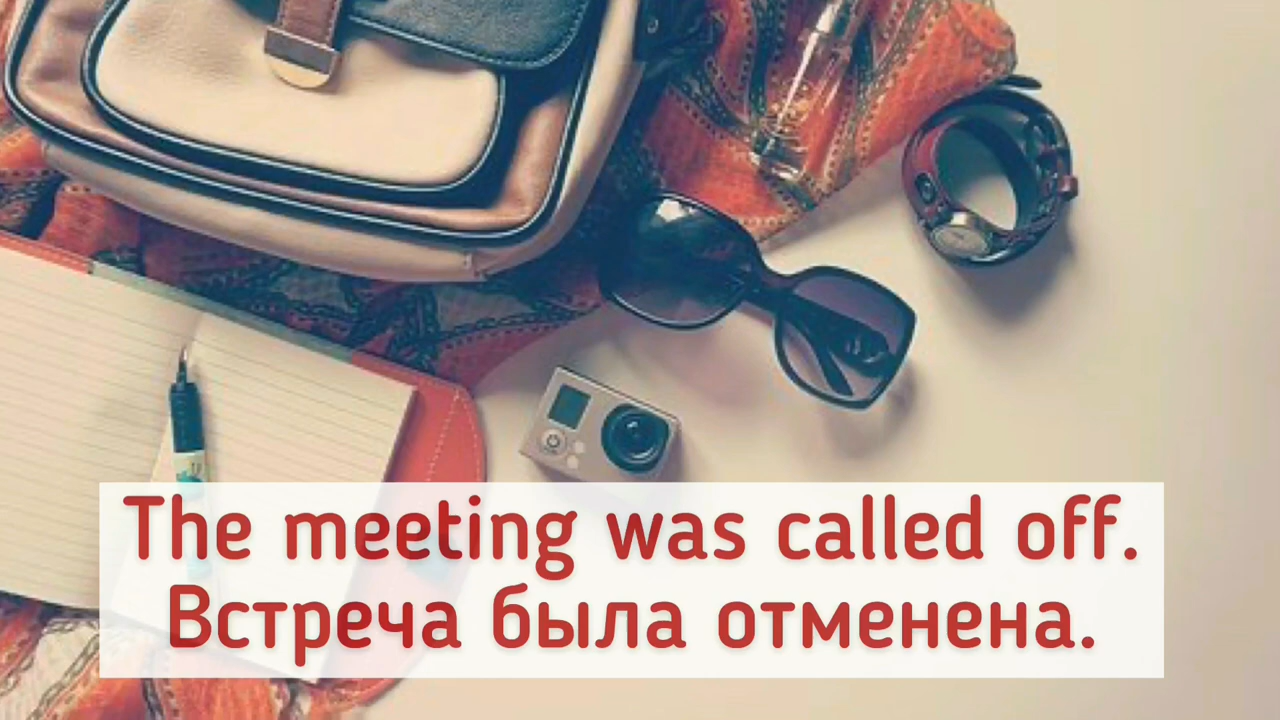 The meeting was called off.
Встреча была отменена.